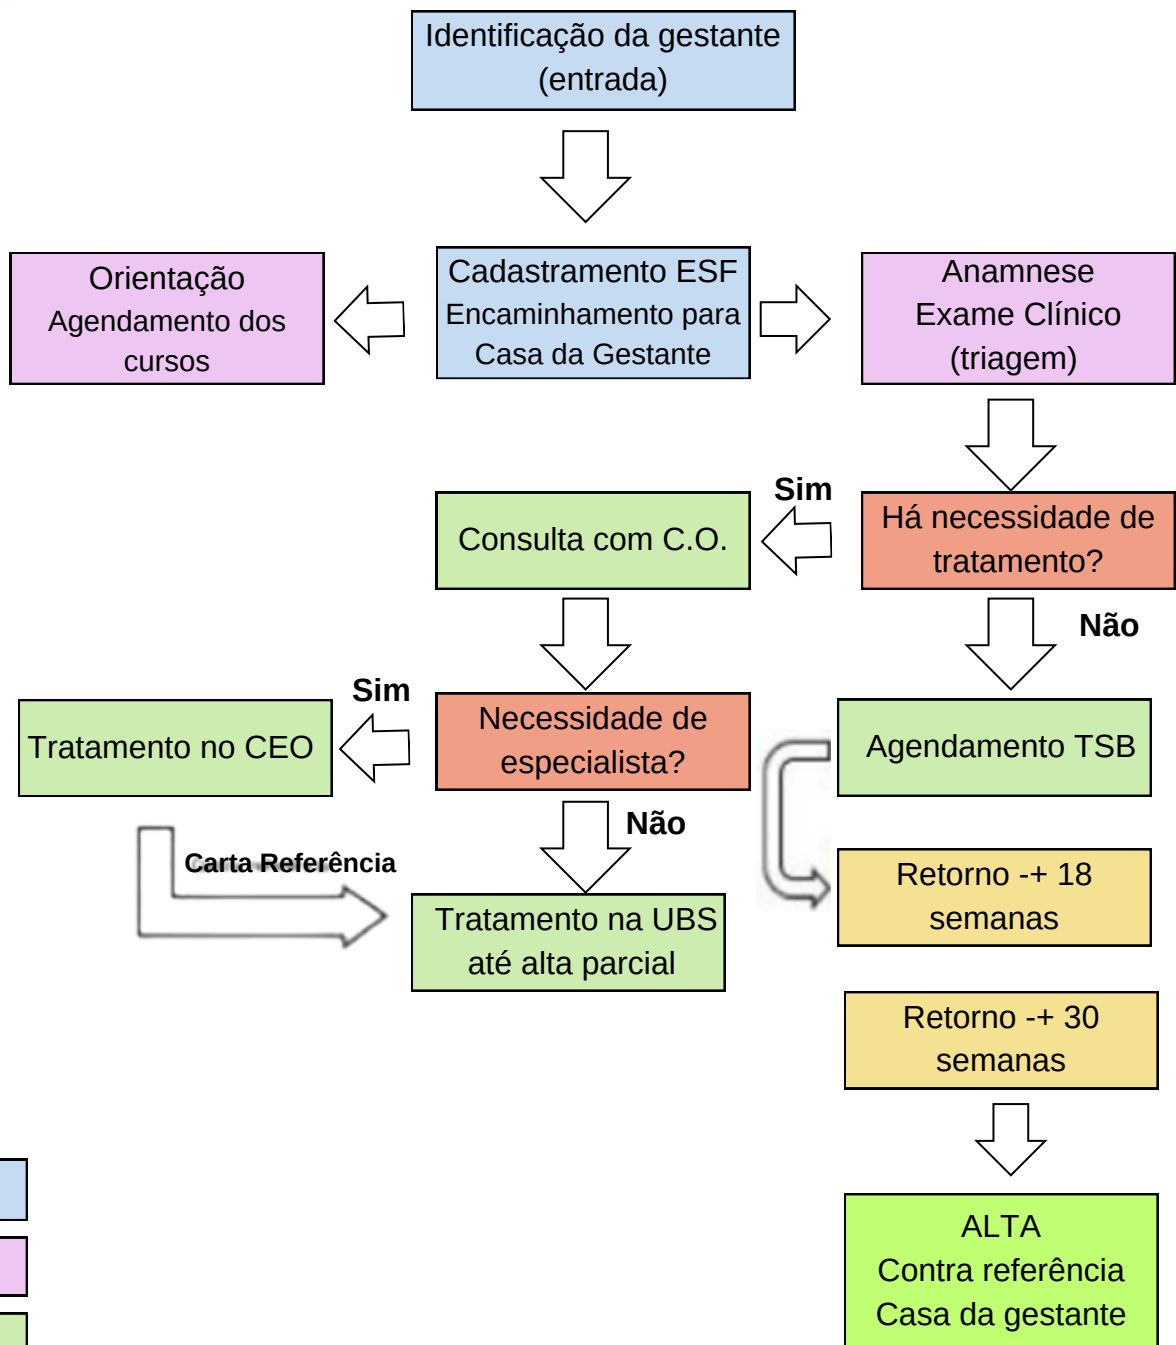 Identificação da gestante
(entrada)
Orientação
Agendamento dos
cursos
Cadastramento ESF
Encaminhamento para
Casa da Gestante
Anamnese
Exame Clínico
(triagem)
Sim
Consulta com C.O.
Há necessidade de
tratamento?
Não
Sim
Tratamento no CEO
Necessidade de
especialista?
Agendamento TSB
Não
Carta Referência
Tratamento na UBS
até alta parcial
Retorno -+ 18
semanas
Retorno -+ 30
semanas
ALTA
Contra referência
Casa da gestante